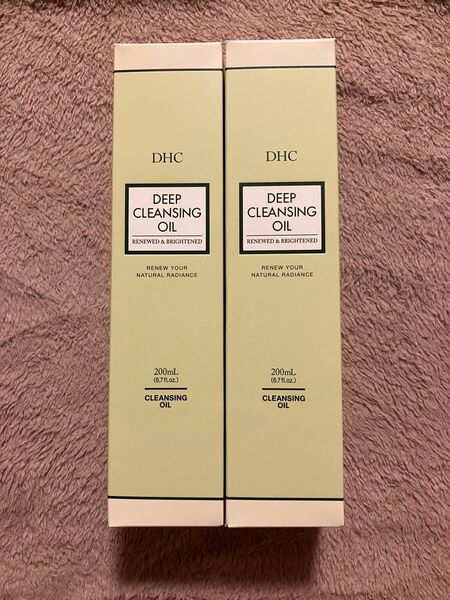 DHC
DEEP
CLEANSING
OIL
RENEWED & BRIGHTENED
RENEW YOUR
NATURAL RADIANCE
200mL
(6.7 fl.oz.)
CLEANSING
OIL
DHC
DEEP
CLEANSING
OIL
RENEWED & BRIGHTENED
RENEW YOUR
NATURAL RADIANCE
200mL
(6.7 fl.oz.)
CLEANSING
OIL